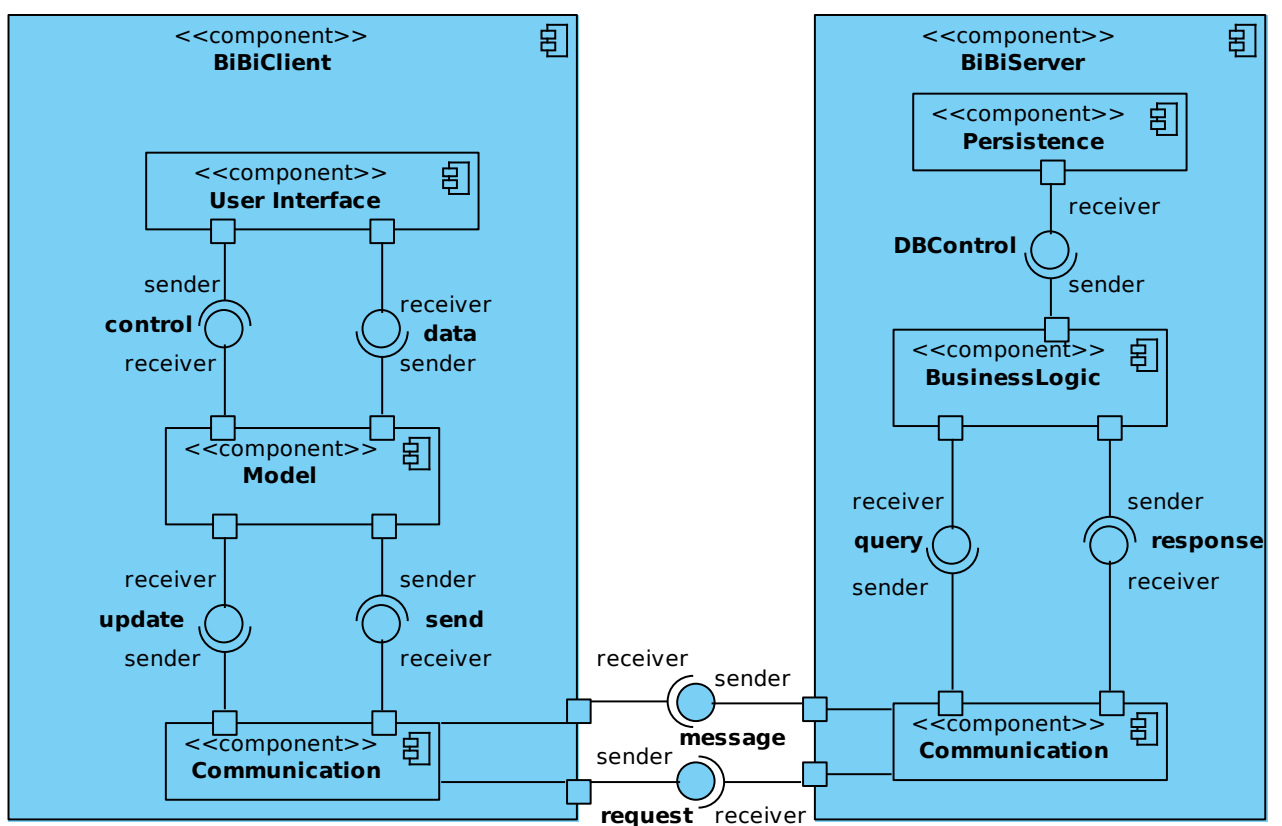 <<component>>
BiBiClient
<<component>>
User Interface
sender
control
receiver
receiver
data
sender
<<component>>
Model
receiver
update
sender
sender
send
receiver
<<component>>
Communication
receiver
sender
message
sender
request
receiver
<<component>>
BiBiServer
<<component>>
Persistence
receiver
DBControl
sender
<<component>>
BusinessLogic
receiver
query
sender
sender
response
receiver
<<component>>
Communication